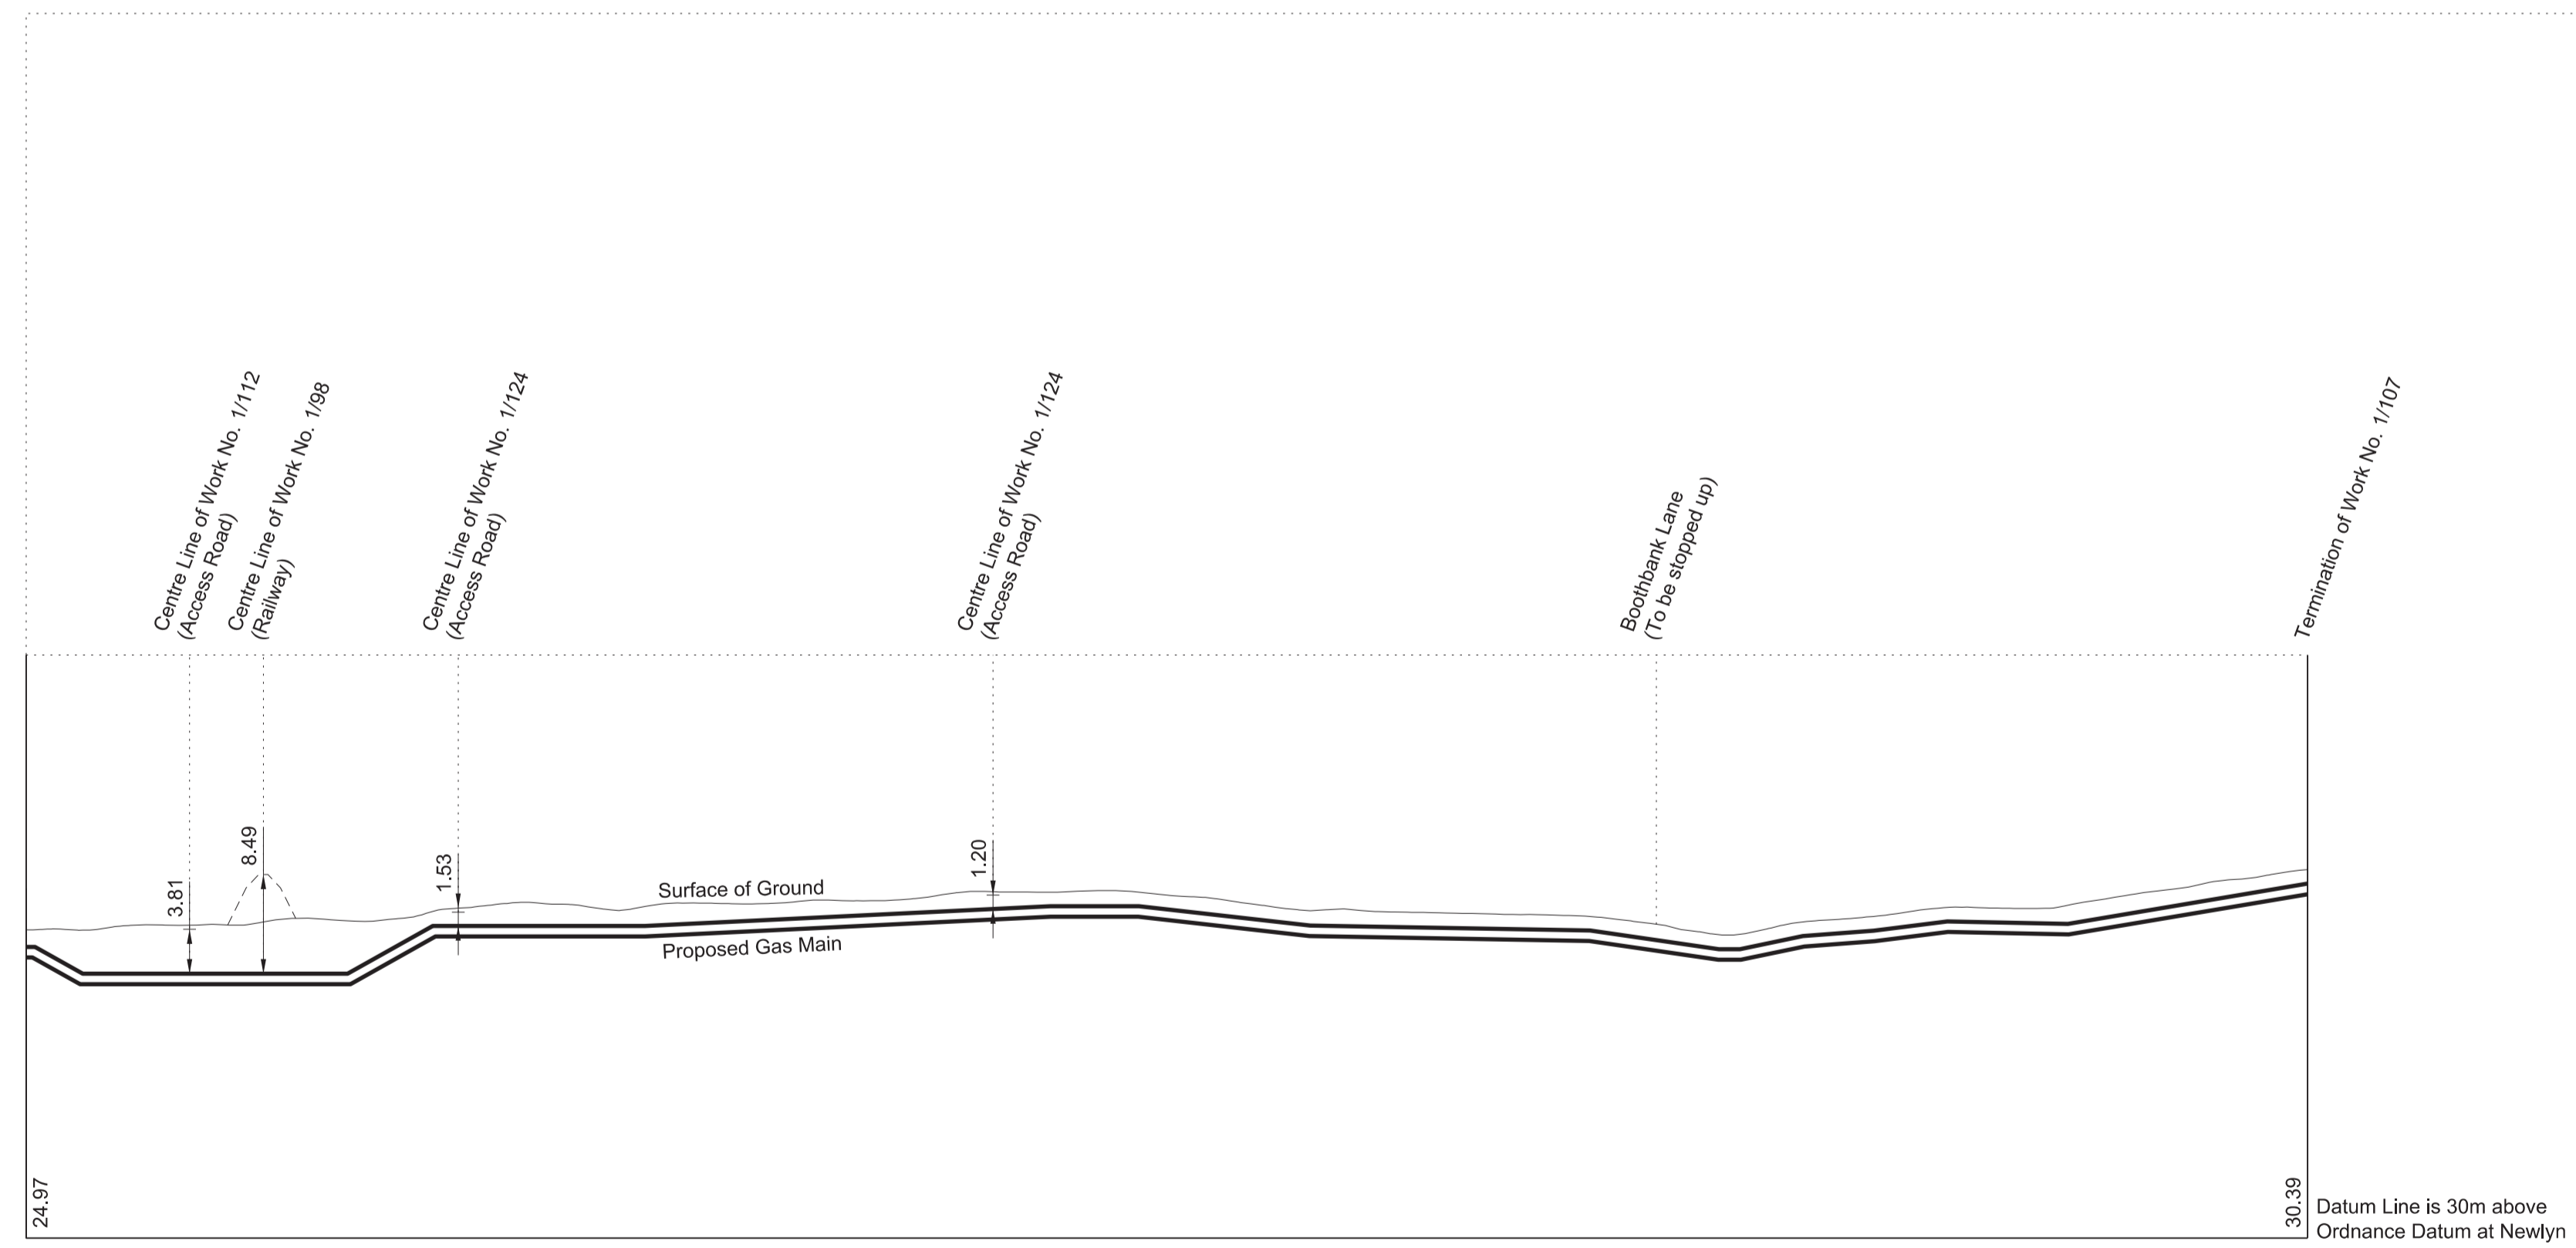 Centre Line of Work No. 1/112
(Access Road)
Centre Line of Work No. 1/98
(Railway)
Centre Line of Work No. 1/124
(Access Road)
Centre Line of Work No. 1/124
(Access Road)
Boothbank Lane
(To be stopped up)
Termination of Work No. 1/107
3.81
8.49
1.53
1.20
Surface of Ground
Proposed Gas Main
24.97
30.39
Datum Line is 30m above
Ordnance Datum at Newlyn